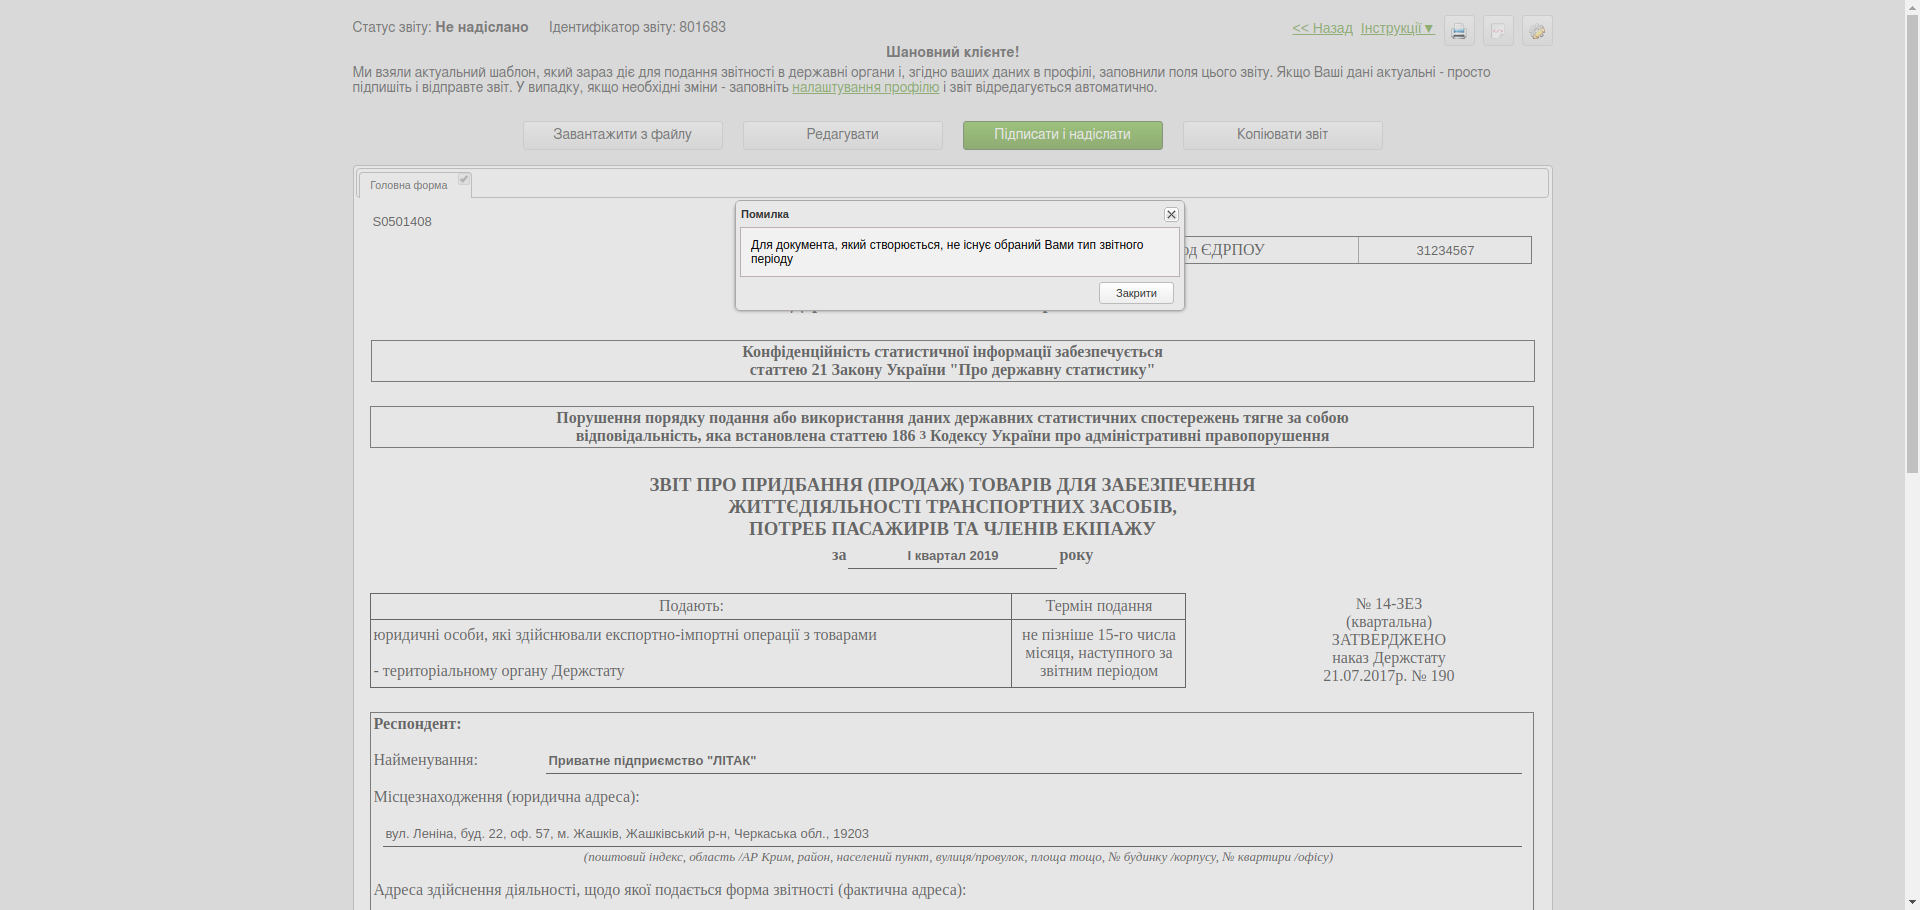 Статус звіту: Не надіслано Ідентифікатор звіту: 801683
<< Назад Інструкції▼
Шановний клієнте!
Ми взяли актуальний шаблон, який зараз діє для подання звітності в державні органи і, згідно ваших даних в профілі, заповнили поля цього звіту. Якщо Ваші дані актуальні - просто
підпишіть і відправте звіт. У випадку, якщо необхідні зміни - заповніть налаштування профілю і звіт відредагується автоматично.
Завантажити з файлу Редагувати Підписати і надіслати Копіювати звіт
Головна форма
S0501408
Помилка
Для документа, який створюється, не існує обраний Вами тип звітного
періоду
Закрити
ЄДРПОУ 31234567
Конфіденційність статистичної інформації забезпечується
статтею 21 Закону України "Про державну статистику"
Порушення порядку подання або використання даних державних статистичних спостережень тягне за собою
відповідальність, яка встановлена статтею 186 3 Кодексу України про адміністративні правопорушення
ЗВІТ ПРО ПРИДБАННЯ (ПРОДАЖ) ТОВАРІВ ДЛЯ ЗАБЕЗПЕЧЕННЯ
ЖИТТЄДІЯЛЬНОСТІ ТРАНСПОРТНИХ ЗАСОБІВ,
ПОТРЕБ ПАСАЖИРІВ ТА ЧЛЕНІВ ЕКІПАЖУ
за І квартал 2019 року
Подають: Термін подання
юридичні особи, які здійснювали експортно-імпортні операції з товарами
- територіальному органу Держстату
не пізніше 15-го числа
місяця, наступного за
звітним періодом
№ 14-ЗЕЗ
(квартальна)
ЗАТВЕРДЖЕНО
наказ Держстату
21.07.2017р. № 190
Респондент:
Найменування: Приватне підприємство "ЛІТАК"
Місцезнаходження (юридична адреса):
вул. Леніна, буд. 22, оф. 57, м. Жашків, Жашківський р-н, Черкаська обл., 19203
(поштовий індекс, область /АР Крим, район, населений пункт, вулиця/провулок, площа тощо, № будинку /корпусу, № квартири /офісу)
Адреса здійснення діяльності, щодо якої подається форма звітності (фактична адреса):